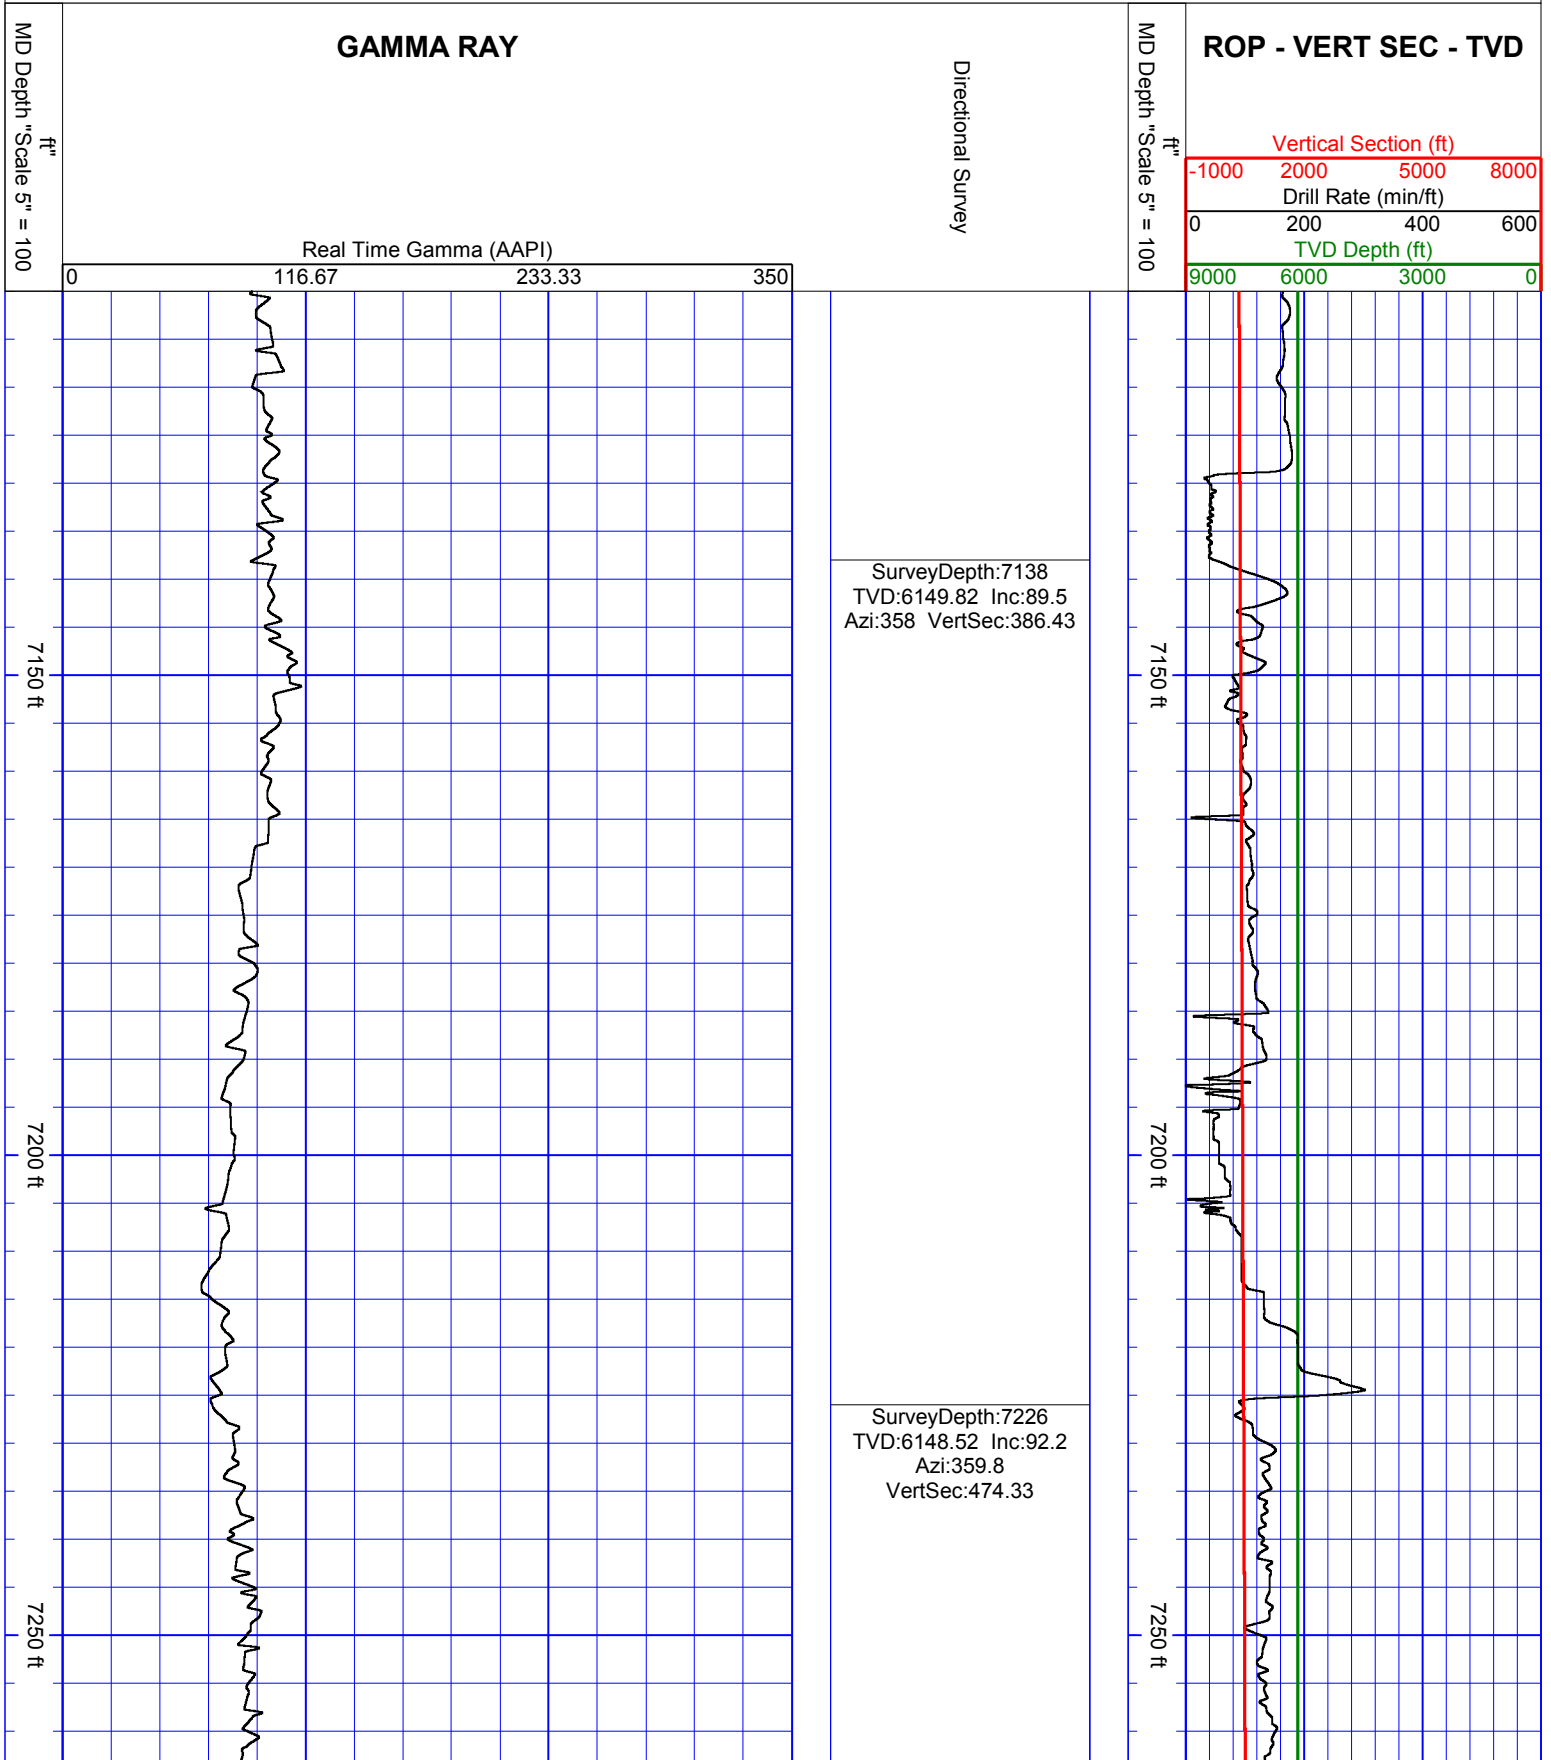 MD Depth "Scale 5" = 100
ft"
GAMMA RAY
Real Time Gamma (AAPI)
0 116.67 233.33 350
Directional Survey
MD Depth "Scale 5" = 100
ft"
ROP - VERT SEC - TVD
Vertical Section (ft)
-1000 2000 5000 8000
Drill Rate (min/ft)
0 200 400 600
TVD Depth (ft)
9000 6000 3000 0
SurveyDepth:7138
TVD:6149.82 Inc:89.5
Azi:358 VertSec:386.43
7150 ft
7150 ft
7200 ft
7200 ft
SurveyDepth:7226
TVD:6148.52 Inc:92.2
Azi:359.8
VertSec:474.33
7250 ft
7250 ft